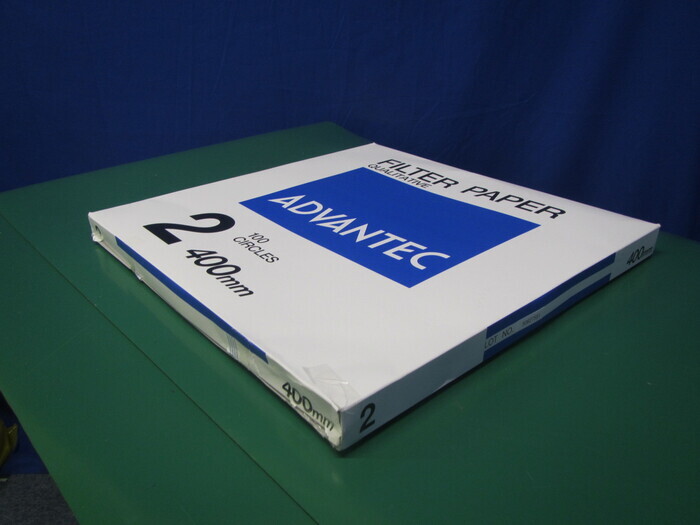 FILTER PAPER
QUALITATIVE
ADVANTEC
2
100
CIRCLES
400mm
400mm
2
LOT NO.
400mm